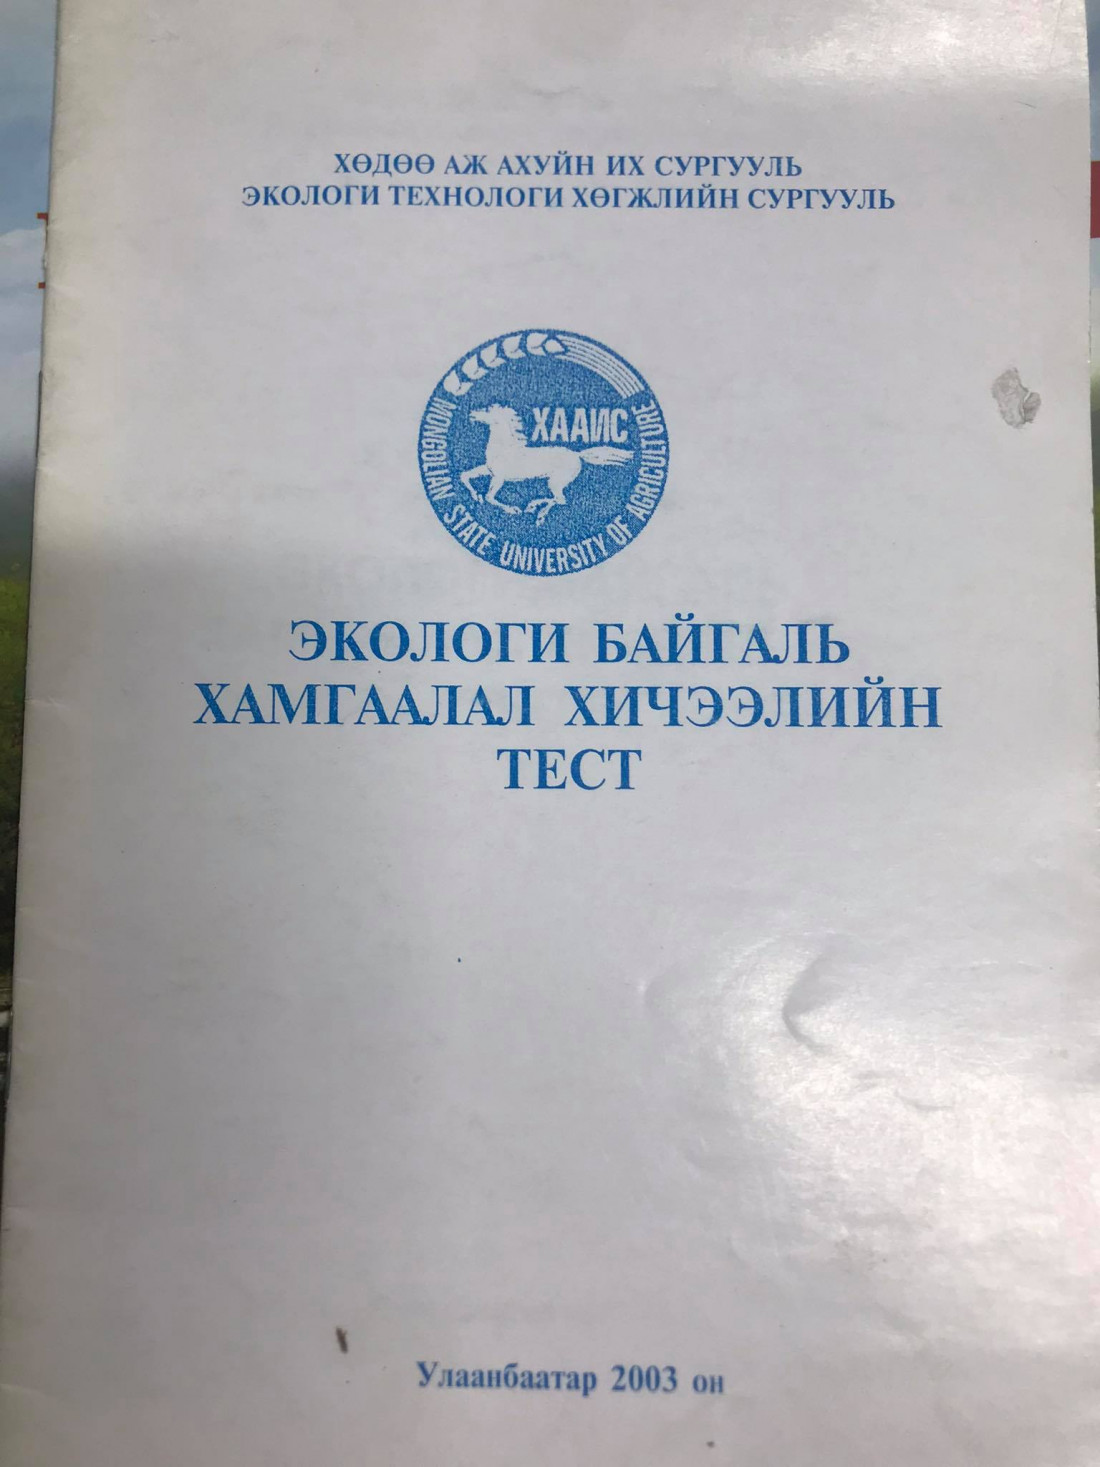 ХӨДӨӨ АЖ АХУЙН ИХ СУРГУУЛЬ
ЭКОЛОГИ ТЕХНОЛОГИ ХӨГЖЛИЙН СУРГУУЛЬ
ХААИС
MONGOLIAN STATE UNIVERSITY OF AGRICULTURE
ЭКОЛОГИ БАЙГАЛЬ
ХАМГААЛАЛ ХИЧЭЭЛИЙН
ТЕСТ
Улаанбаатар 2003 он